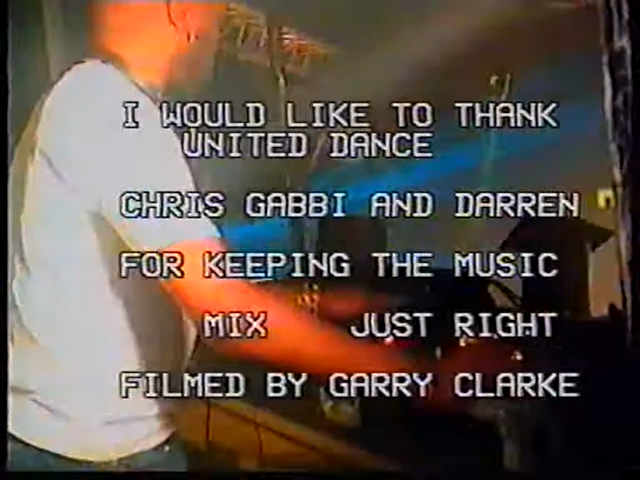 I WOULD LIKE TO THANK
UNITED DANCE
CHRIS GABBI AND DARREN
FOR KEEPING THE MUSIC
MIX JUST RIGHT
FILMED BY GARRY CLARKE